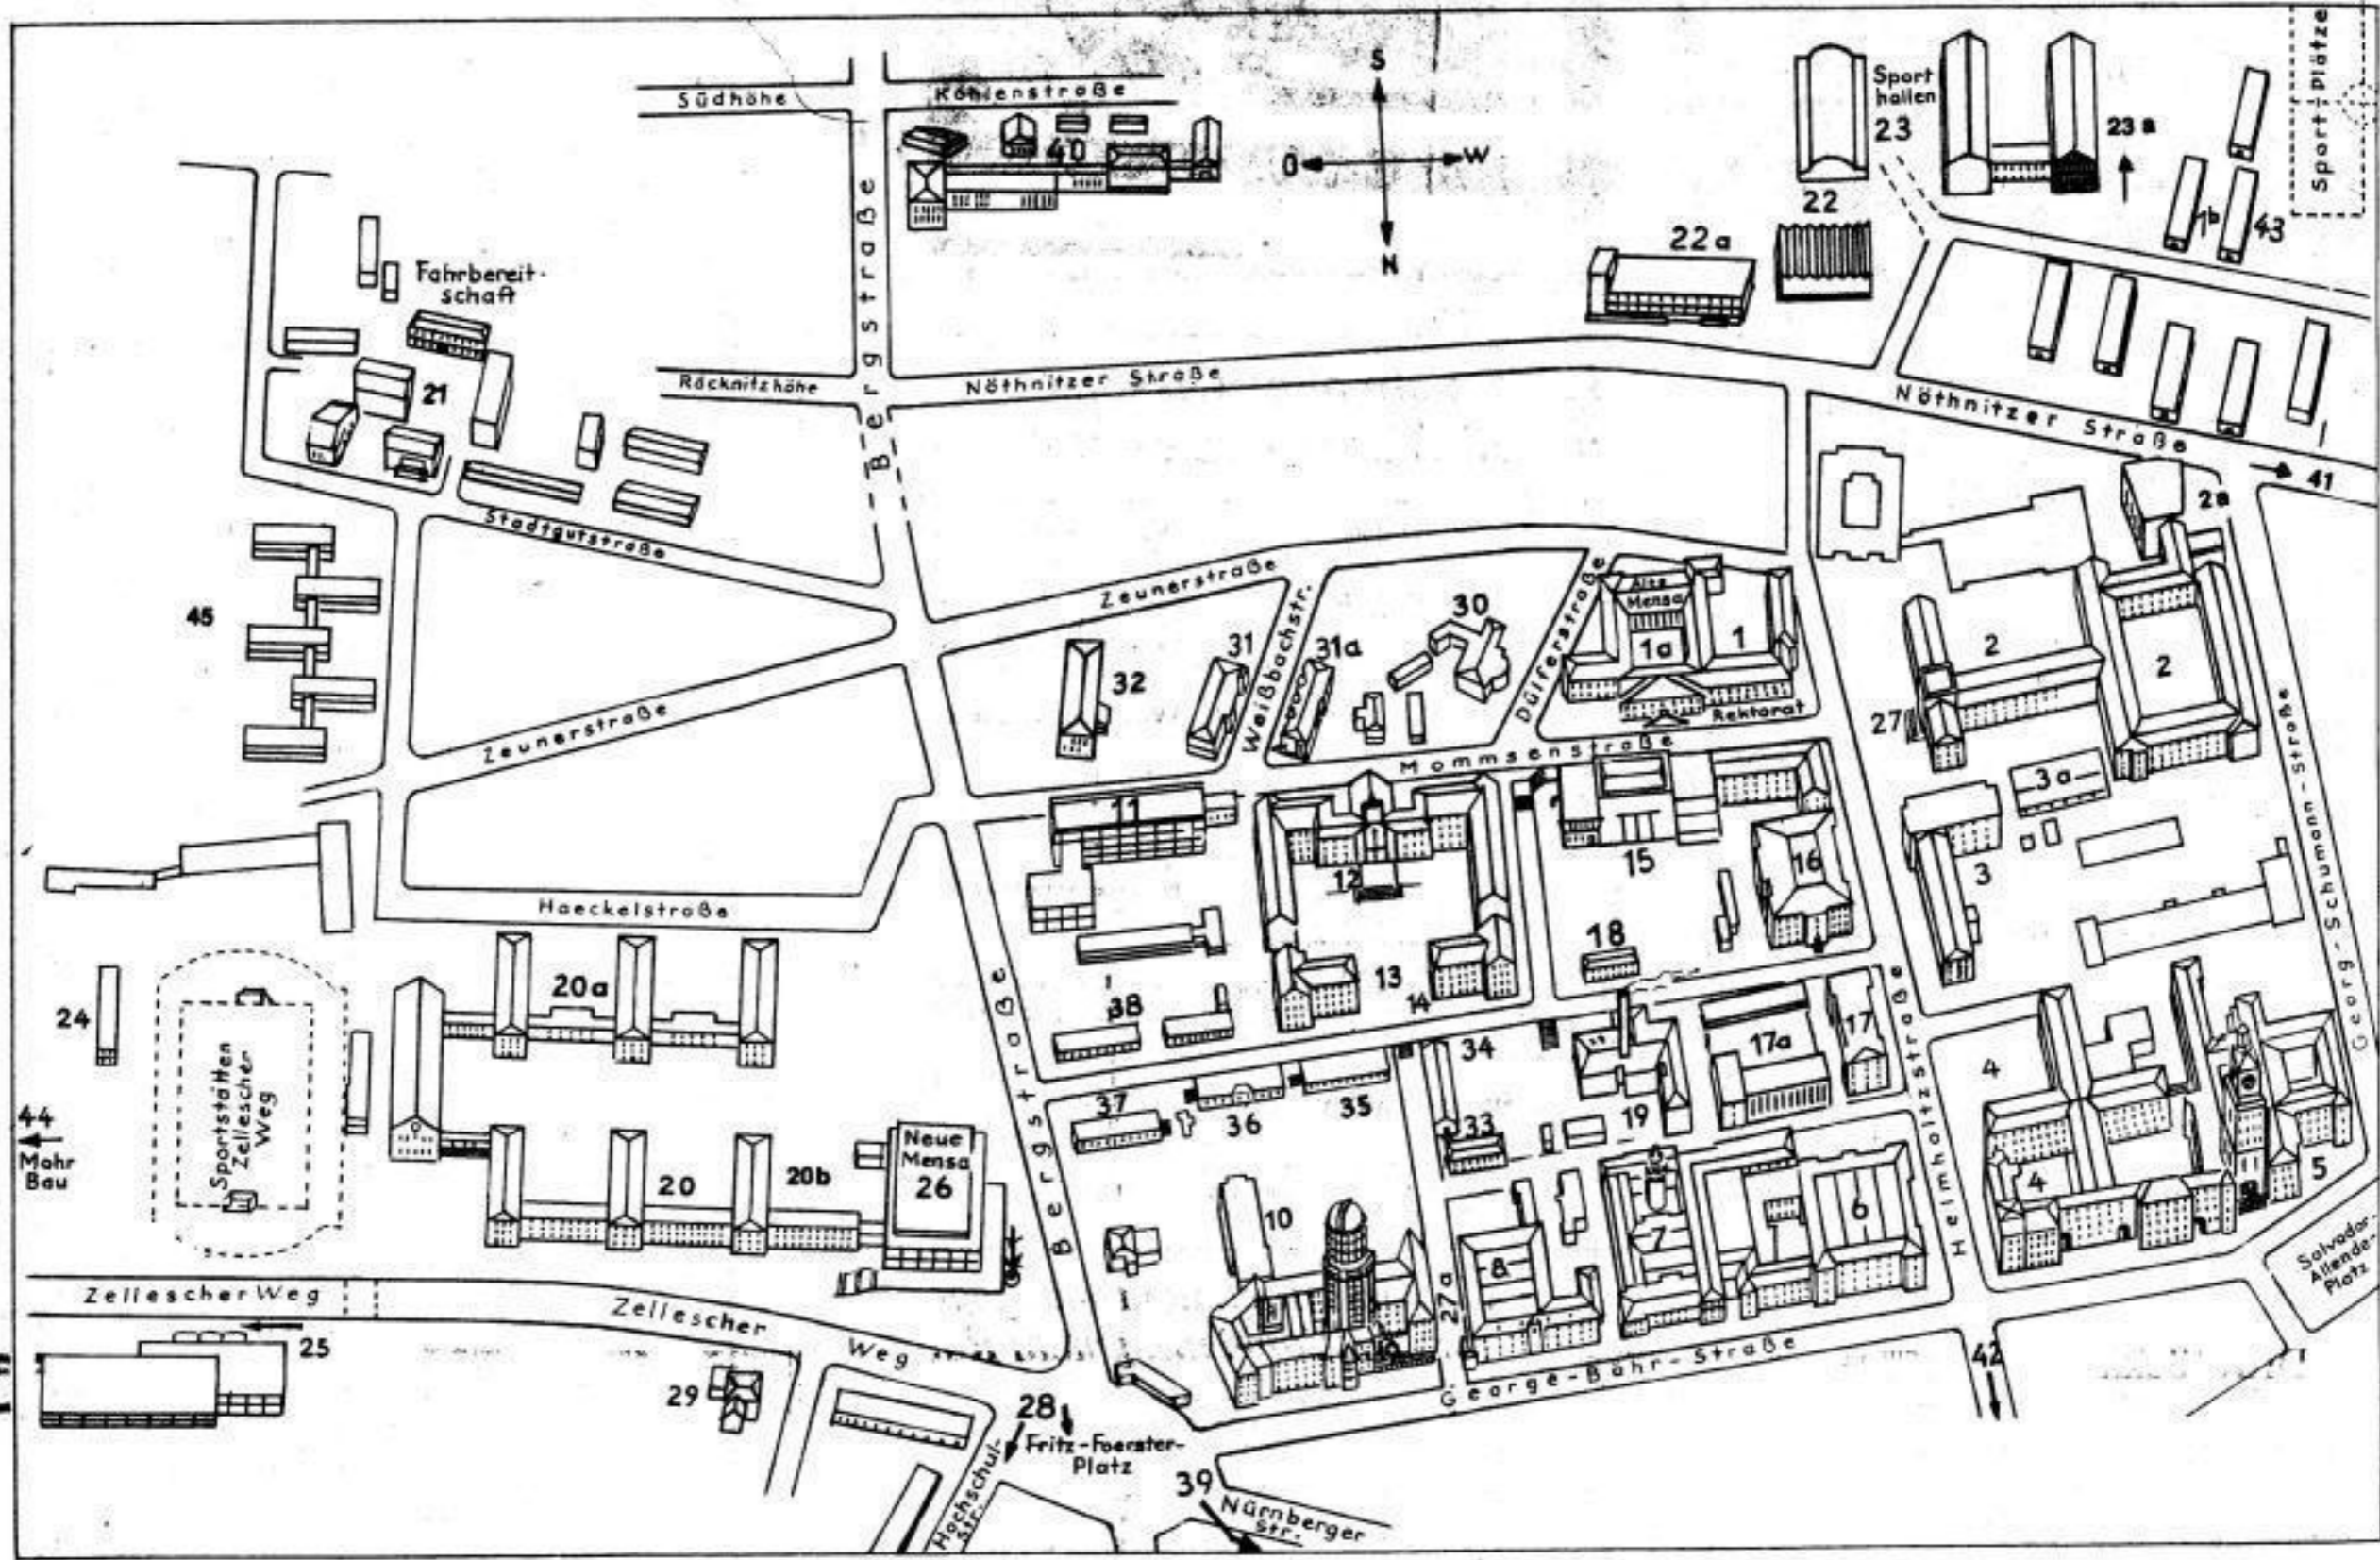 Südhöhe
Kohlenstraße
40
S
O
W
N
Sport
hallen
23
23 a
Sport-Plätze
1b
43
22
22a
Fahrbereit-
schaft
21
Bergstraße
Räcknitzhöhe
Nöthnitzer Straße
Nöthnitzer Straße
41
Bergstraße
Stadtgutstraße
45
Zeunerstraße
Zeunerstraße
Weißbachstr.
Dülferstraße
Alte
Mensa
1a
1
Rektorat
30
31
31a
32
2
2
2a
27
Georg-Schumann-Straße
Mommsenstraße
11
12
13
14
15
16
18
3a
3
Haeckelstraße
20a
24
Sportstätten
Zellescher
Weg
44
Mohr
Bau
20
20b
Neue
Mensa
26
Bergstraße
38
37
36
35
34
33
19
17a
17
Helmholtzstraße
4
4
5
10
10
27a
8
7
6
Salvador-
Allende-
Platz
Zellescher Weg
Zellescher
Weg
25
29
28
Fritz-Foerster-
Platz
Hochschul-
str.
39
Nürnberger
Str.
George-Bähr-Straße
42